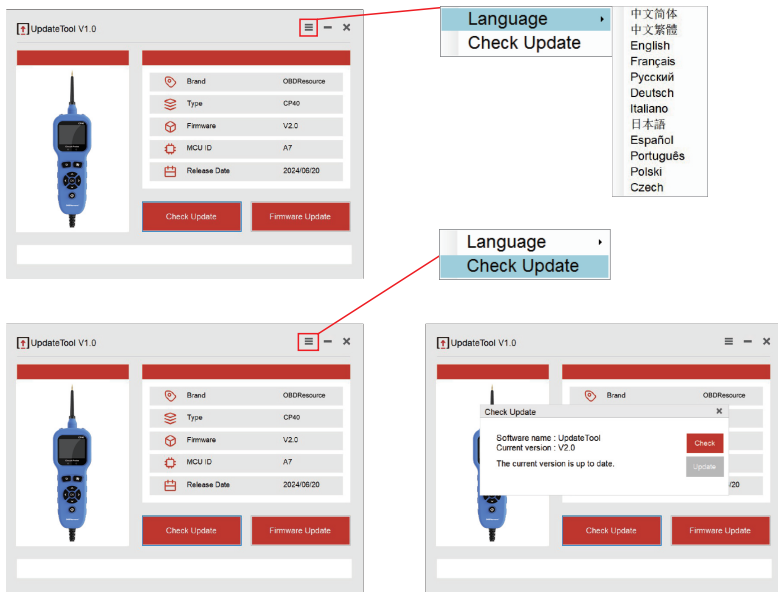 UpdateTool V1.0
Brand OBDResource
Type CP40
Firmware V2.0
MCU ID A7
Release Date 2024/06/20
Check Update Firmware Update
Language
Check Update
中文简体
中文繁體
English
Français
Русский
Deutsch
Italiano
日本語
Español
Português
Polski
Czech
Language
Check Update
UpdateTool V1.0
Brand OBDResource
Type CP40
Firmware V2.0
MCU ID A7
Release Date 2024/06/20
Check Update Firmware Update
UpdateTool V1.0
Brand OBDResource
Check Update
Software name : UpdateTool
Current version : V2.0
The current version is up to date.
Check
Update
/20
Check Update Firmware Update